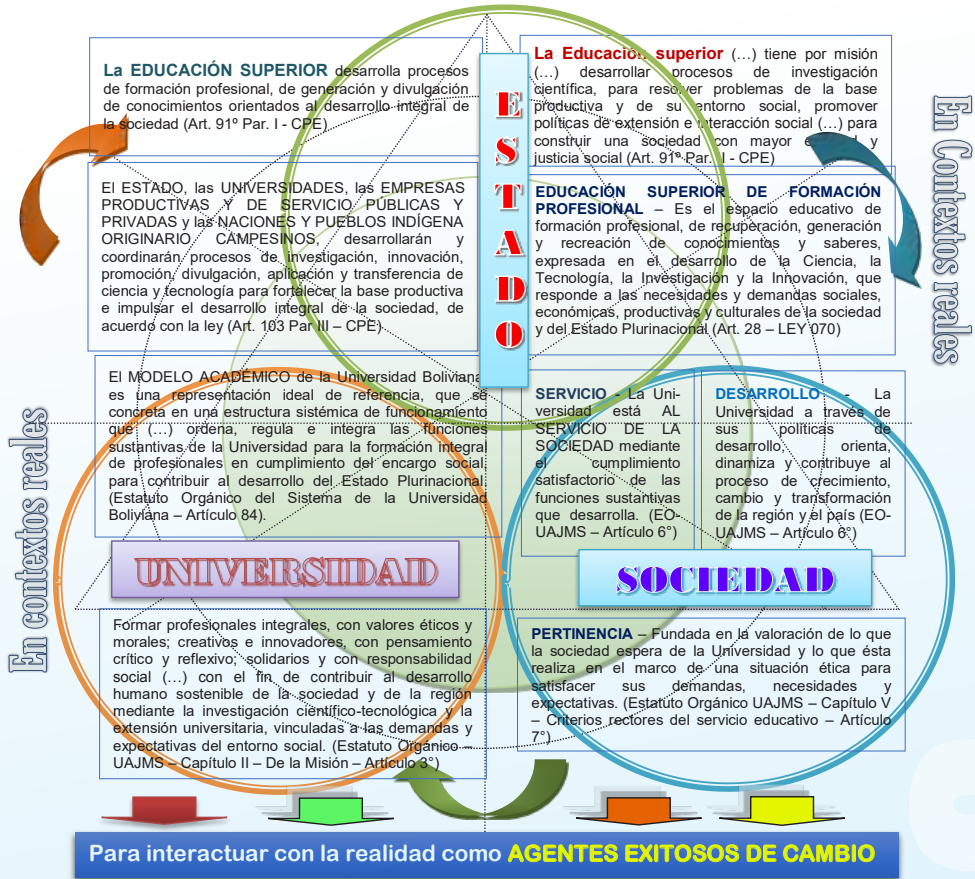 La EDUCACIÓN SUPERIOR desarrolla procesos
de formación profesional, de generación y divulgación
de conocimientos orientados al desarrollo integral de
la sociedad (Art. 91º Par. I - CPE)
La Educación superior (…) tiene por misión
(…) desarrollar procesos de investigación
científica, para resolver problemas de la base
productiva y de su entorno social, promover
políticas de extensión e interacción social (…) para
construir una sociedad con mayor y
justicia social (Art. 91º Par. I - CPE)
ESTADO
En Contextos reales
El ESTADO, las UNIVERSIDADES, las EMPRESAS
PRODUCTIVAS Y DE SERVICIO PÚBLICAS Y
PRIVADAS y las NACIONES Y PUEBLOS INDÍGENA
ORIGINARIO CAMPESINOS, desarrollarán y
coordinarán procesos de investigación, innovación,
promoción, divulgación, aplicación y transferencia de
ciencia y tecnología para fortalecer la base productiva
e impulsar el desarrollo integral de la sociedad, de
acuerdo con la ley (Art. 103 Par III – CPE)
EDUCACIÓN SUPERIOR DE FORMACIÓN
PROFESIONAL – Es el espacio educativo de
formación profesional, de recuperación, generación
y recreación de conocimientos y saberes,
expresada en el desarrollo de la Ciencia, la
Tecnología, la Investigación y la Innovación, que
responde a las necesidades y demandas sociales,
económicas, productivas y culturales de la sociedad
y del Estado Plurinacional (Art. 28 – LEY 070)
El MODELO ACADÉMICO de la Universidad Boliviana
es una representación ideal de referencia, que se
concreta en una estructura sistémica de funcionamiento
que (…) ordena, regula e integra las funciones
sustantivas de la Universidad para la formación integral
de profesionales en cumplimiento del encargo social,
para contribuir al desarrollo del Estado Plurinacional
(Estatuto Orgánico del Sistema de la Universidad
Boliviana – Artículo 84).
SERVICIO - La Uni-
versidad está AL
SERVICIO DE LA
SOCIEDAD mediante
el cumplimiento
satisfactorio de las
funciones sustantivas
que desarrolla. (EO-
UAJMS – Artículo 6°)
DESARROLLO - La
Universidad a través de
sus políticas de
desarrollo, orienta,
dinamiza y contribuye al
proceso de crecimiento,
cambio y transformación
de la región y el país (EO-
UAJMS – Artículo 6°)
En contextos reales
UNIVERSIDAD
SOCIEDAD
Formar profesionales integrales, con valores éticos y
morales; creativos e innovadores, con pensamiento
crítico y reflexivo; solidarios y con responsabilidad
social (…) con el fin de contribuir al desarrollo
humano sostenible de la sociedad y de la región
mediante la investigación científico-tecnológica y la
extensión universitaria, vinculadas a las demandas y
expectativas del entorno social. (Estatuto Orgánico –
UAJMS – Capítulo II – De la Misión – Artículo 3°)
PERTINENCIA – Fundada en la valoración de lo que
la sociedad espera de la Universidad y lo que ésta
realiza en el marco de una situación ética para
satisfacer sus demandas, necesidades y
expectativas. (Estatuto Orgánico UAJMS – Capítulo V
– Criterios rectores del servicio educativo – Artículo
7°)
Para interactuar con la realidad como AGENTES EXITOSOS DE CAMBIO